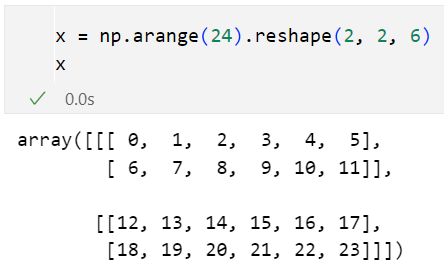 x = np.arange(24).reshape(2, 2, 6)
x
0.0s
array([[[ 0,  1,  2,  3,  4,  5],
        [ 6,  7,  8,  9, 10, 11]],
       [[12, 13, 14, 15, 16, 17],
        [18, 19, 20, 21, 22, 23]]])